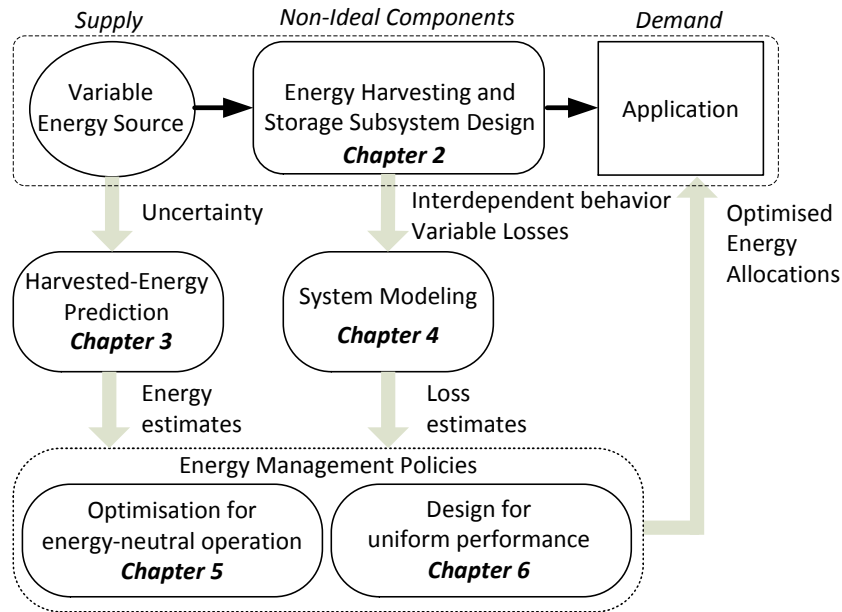 Supply
Non-Ideal Components
Demand
Variable
Energy Source
Energy Harvesting and
Storage Subsystem Design
Chapter 2
Application
Uncertainty
Interdependent behavior
Variable Losses
Optimised
Energy
Allocations
Harvested-Energy
Prediction
Chapter 3
System Modeling
Chapter 4
Energy
estimates
Loss
estimates
Energy Management Policies
Optimisation for
energy-neutral operation
Chapter 5
Design for
uniform performance
Chapter 6